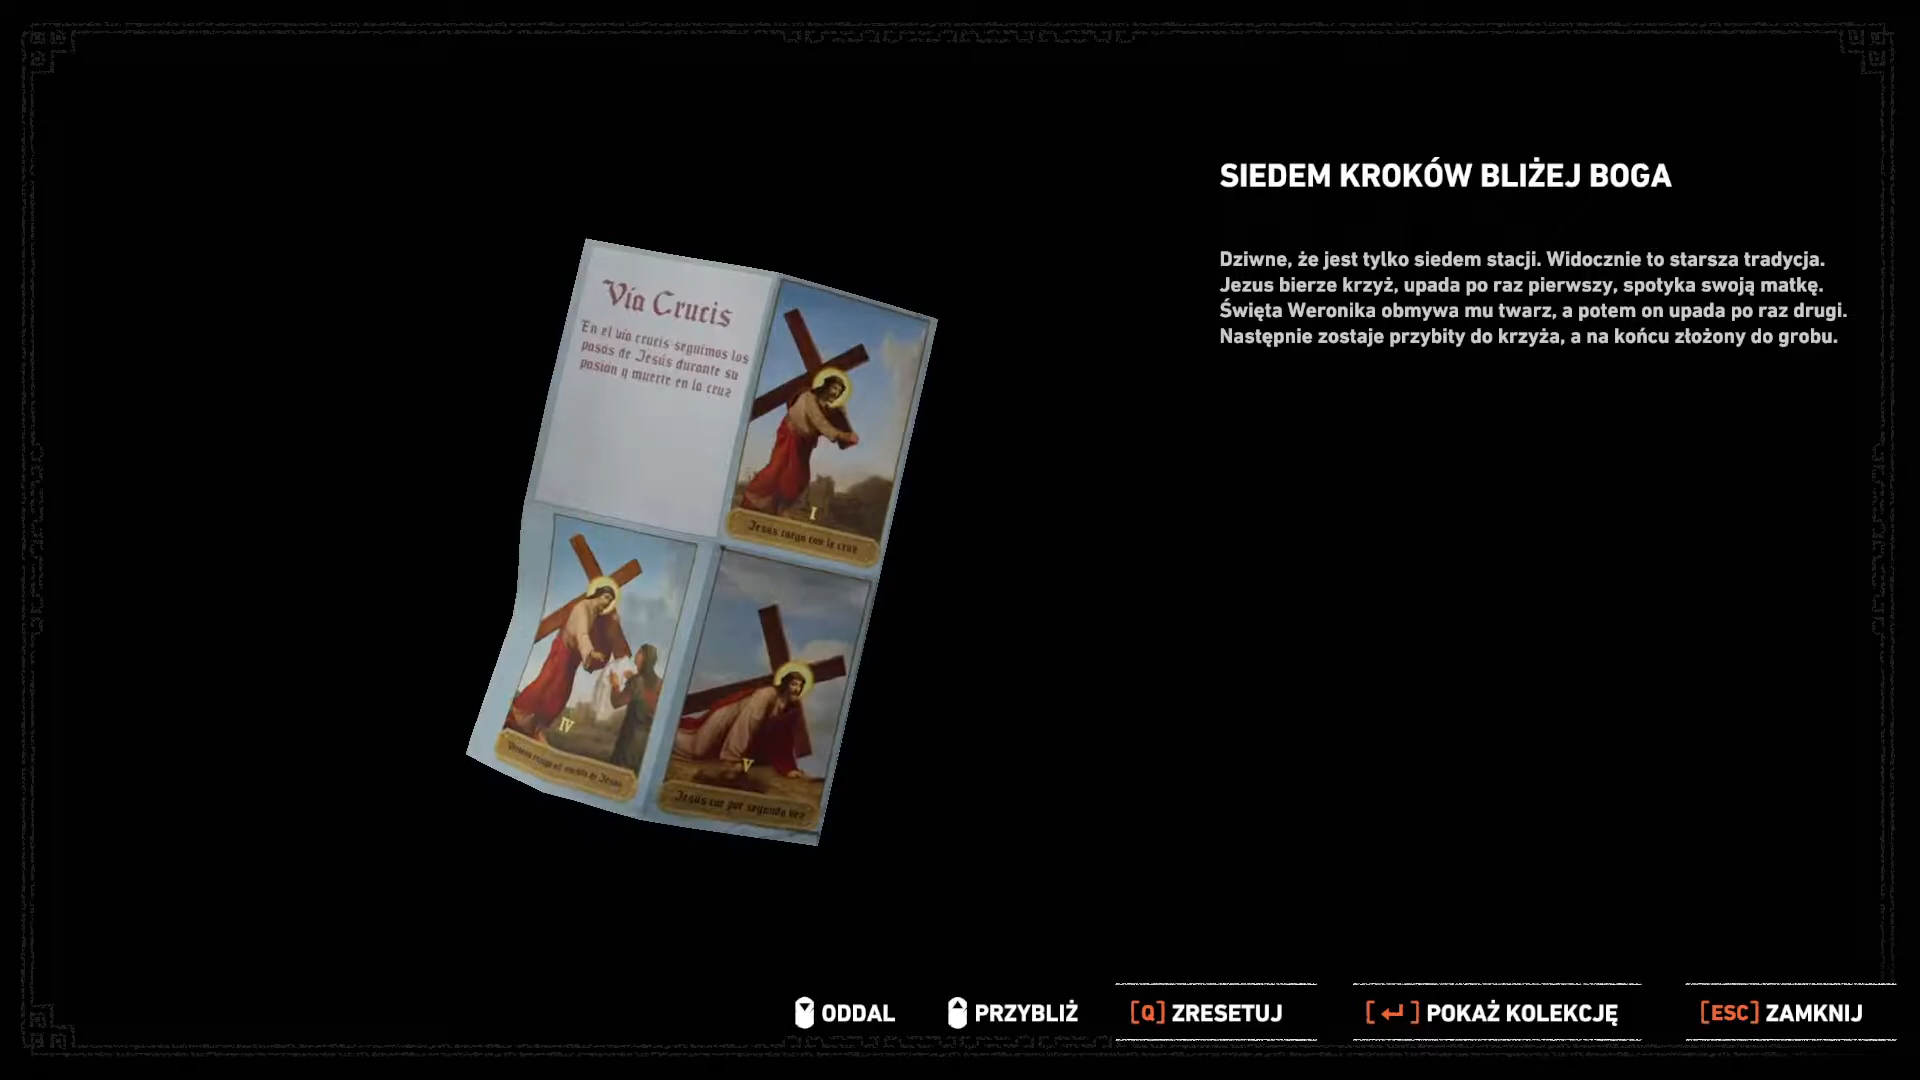 SIEDEM KROKÓW BLIŻEJ BOGA
Dziwne, że jest tylko siedem stacji. Widocznie to starsza tradycja.
Jezus bierze krzyż, upada po raz pierwszy, spotyka swoją matkę.
Święta Weronika obmywa mu twarz, a potem on upada po raz drugi.
Następnie zostaje przybity do krzyża, a na końcu złożony do grobu.
Vía Crucis
En el vía crucis seguimos los
pasos de Jesús durante su
pasión y muerte en la cruz
I
Jesús carga con la cruz
IV
de Jesús
V
Jesús cae por segunda vez
ODDAL
PRZYBLIŻ
[Q] ZRESETUJ
[↵] POKAŻ KOLEKCJĘ
[ESC] ZAMKNIJ